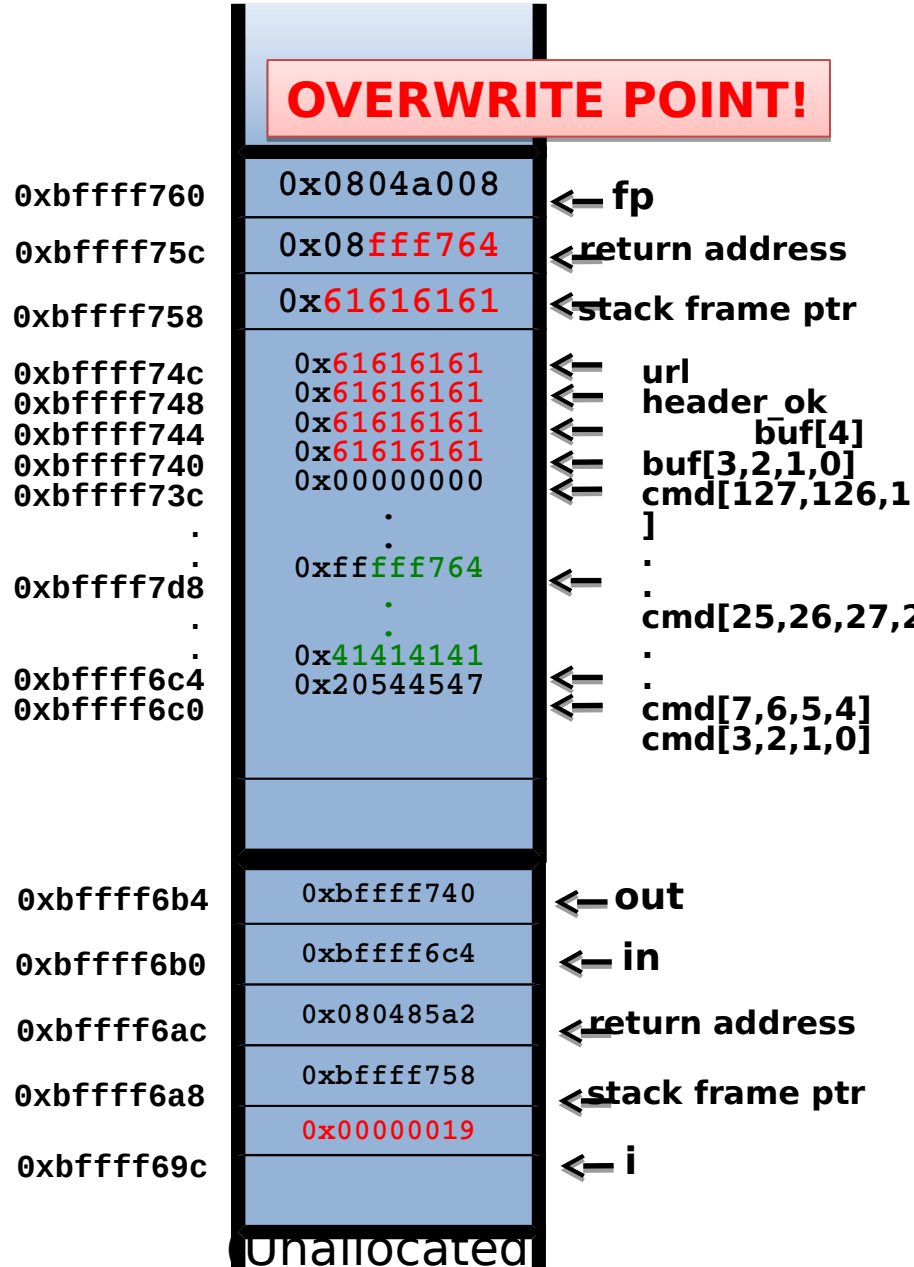 OVERWRITE POINT!
0xbffff760 0x0804a008 fp
0xbffff75c 0x08fff764 return address
0xbffff758 0x61616161 stack frame ptr
0xbffff74c 0x61616161 url
0xbffff748 0x61616161 header_ok
0xbffff744 0x61616161 buf[4]
0xbffff740 0x61616161 buf[3,2,1,0]
0xbffff73c 0x00000000 cmd[127,126,1
]
. . .
. . .
0xbffff7d8 0xfffff764 cmd[25,26,27,2
. . .
. . .
0xbffff6c4 0x41414141 cmd[7,6,5,4]
0xbffff6c0 0x20544547 cmd[3,2,1,0]
0xbffff6b4 0xbffff740 out
0xbffff6b0 0xbffff6c4 in
0xbffff6ac 0x080485a2 return address
0xbffff6a8 0xbffff758 stack frame ptr
0x00000019
0xbffff69c i
(Unallocated